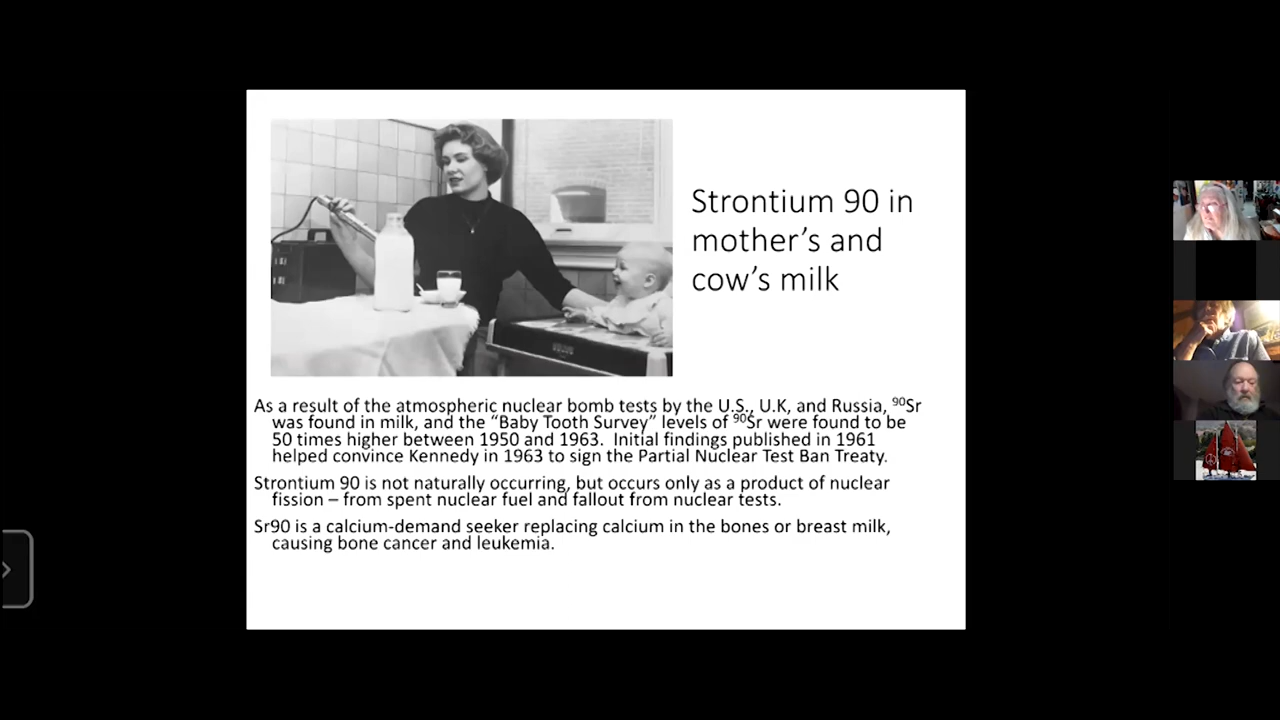 Strontium 90 in
mother's and
cow's milk
As a result of the atmospheric nuclear bomb tests by the U.S., U.K, and Russia, ⁹⁰Sr
was found in milk, and the “Baby Tooth Survey” levels of ⁹⁰Sr were found to be
50 times higher between 1950 and 1963.  Initial findings published in 1961
helped convince Kennedy in 1963 to sign the Partial Nuclear Test Ban Treaty.
Strontium 90 is not naturally occurring, but occurs only as a product of nuclear
fission – from spent nuclear fuel and fallout from nuclear tests.
Sr90 is a calcium-demand seeker replacing calcium in the bones or breast milk,
causing bone cancer and leukemia.